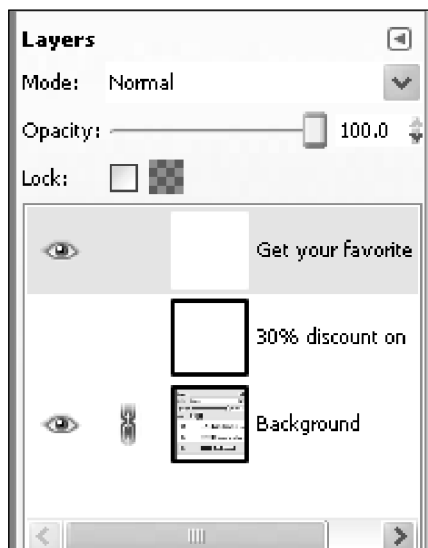 Layers
Mode: Normal
Opacity: 100.0
Lock:
Get your favorite
30% discount on
Background